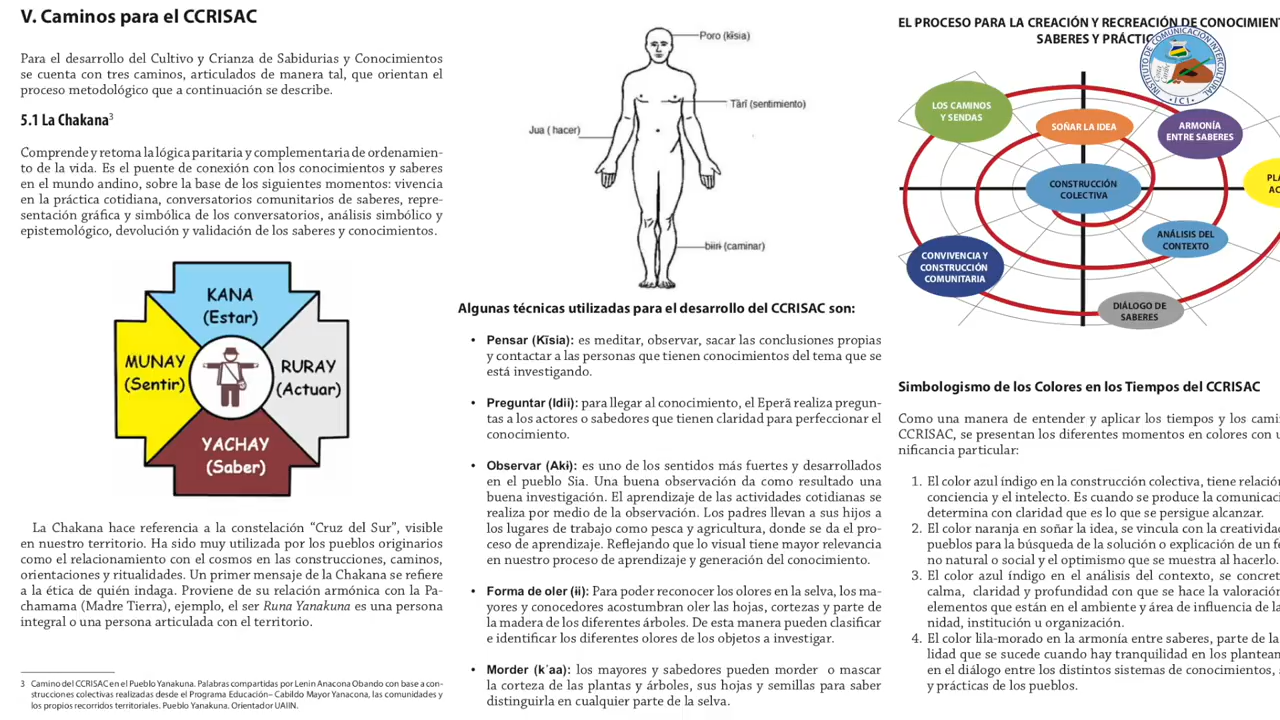 V. Caminos para el CCRISAC
Para el desarrollo del Cultivo y Crianza de Sabidurias y Conocimientos
se cuenta con tres caminos, articulados de manera tal, que orientan el
proceso metodológico que a continuación se describe.
5.1 La Chakana3
Comprende y retoma la lógica paritaria y complementaria de ordenamien-
to de la vida. Es el puente de conexión con los conocimientos y saberes
en el mundo andino, sobre la base de los siguientes momentos: vivencia
en la práctica cotidiana, conversatorios comunitarios de saberes, repre-
sentación gráfica y simbólica de los conversatorios, análisis simbólico y
epistemológico, devolución y validación de los saberes y conocimientos.
KANA
(Estar)
MUNAY
(Sentir)
RURAY
(Actuar)
YACHAY
(Saber)
La Chakana hace referencia a la constelación “Cruz del Sur”, visible
en nuestro territorio. Ha sido muy utilizada por los pueblos originarios
como el relacionamiento con el cosmos en las construcciones, caminos,
orientaciones y ritualidades. Un primer mensaje de la Chakana se refiere
a la ética de quién indaga. Proviene de su relación armónica con la Pa-
chamama (Madre Tierra), ejemplo, el ser Runa Yanakuna es una persona
integral o una persona articulada con el territorio.
3 Camino del CCRISAC en el Pueblo Yanakuna. Palabras compartidas por Lenin Anacona Obando con base a con-
strucciones colectivas realizadas desde el Programa Educación– Cabildo Mayor Yanacona, las comunidades y
los propios recorridos territoriales. Pueblo Yanakuna. Orientador UAIIN.
Poro (kĩsia)
Tãrĩ (sentimiento)
Jua ( hacer)
bɨirɨ (caminar)
Algunas técnicas utilizadas para el desarrollo del CCRISAC son:
• Pensar (Kĩsia): es meditar, observar, sacar las conclusiones propias
y contactar a las personas que tienen conocimientos del tema que se
está investigando.
• Preguntar (Idii): para llegar al conocimiento, el Eperã realiza pregun-
tas a los actores o sabedores que tienen claridad para perfeccionar el
conocimiento.
• Observar (Akɨ): es uno de los sentidos más fuertes y desarrollados
en el pueblo Sia. Una buena observación da como resultado una
buena investigación. El aprendizaje de las actividades cotidianas se
realiza por medio de la observación. Los padres llevan a sus hijos a
los lugares de trabajo como pesca y agricultura, donde se da el pro-
ceso de aprendizaje. Reflejando que lo visual tiene mayor relevancia
en nuestro proceso de aprendizaje y generación del conocimiento.
• Forma de oler (ɨi): Para poder reconocer los olores en la selva, los ma-
yores y conocedores acostumbran oler las hojas, cortezas y parte de
la madera de los diferentes árboles. De esta manera pueden clasificar
e identificar los diferentes olores de los objetos a investigar.
• Morder (kʼaa): los mayores y sabedores pueden morder o mascar
la corteza de las plantas y árboles, sus hojas y semillas para saber
distinguirla en cualquier parte de la selva.
EL PROCESO PARA LA CREACIÓN Y RECREACIÓN DE CONOCIMIENT
SABERES Y PRÁCTIC
INSTITUTO DE COMUNICACIÓN INTERCULTURAL
· I C I ·
LOS CAMINOS
Y SENDAS
SOÑAR LA IDEA
ARMONÍA
ENTRE SABERES
CONSTRUCCIÓN
COLECTIVA
PLA
AC
ANÁLISIS DEL
CONTEXTO
CONVIVENCIA Y
CONSTRUCCIÓN
COMUNITARIA
DIÁLOGO DE
SABERES
Simbologismo de los Colores en los Tiempos del CCRISAC
Como una manera de entender y aplicar los tiempos y los cami
CCRISAC, se presentan los diferentes momentos en colores con u
nificancia particular:
1. El color azul índigo en la construcción colectiva, tiene relación
conciencia y el intelecto. Es cuando se produce la comunicaci
determina con claridad que es lo que se persigue alcanzar.
2. El color naranja en soñar la idea, se vincula con la creatividad
pueblos para la búsqueda de la solución o explicación de un fe
no natural o social y el optimismo que se muestra al hacerlo.
3. El color azul índigo en el análisis del contexto, se concret
calma, claridad y profundidad con que se hace la valoración
elementos que están en el ambiente y área de influencia de la
nidad, institución u organización.
4. El color lila-morado en la armonía entre saberes, parte de la
lidad que se sucede cuando hay tranquilidad en los plantean
en el diálogo entre los distintos sistemas de conocimientos, s
y prácticas de los pueblos.